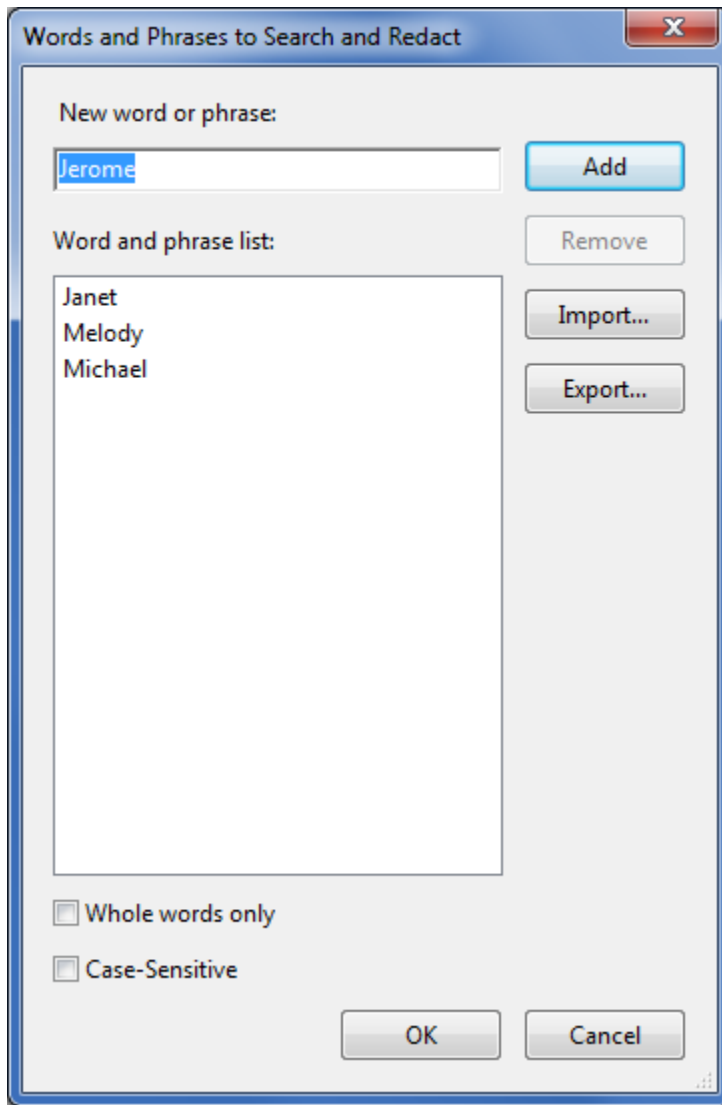 Words and Phrases to Search and Redact
New word or phrase:
Jerome
Add
Word and phrase list:
Remove
Janet
Melody
Michael
Import...
Export...
Whole words only
Case-Sensitive
OK
Cancel